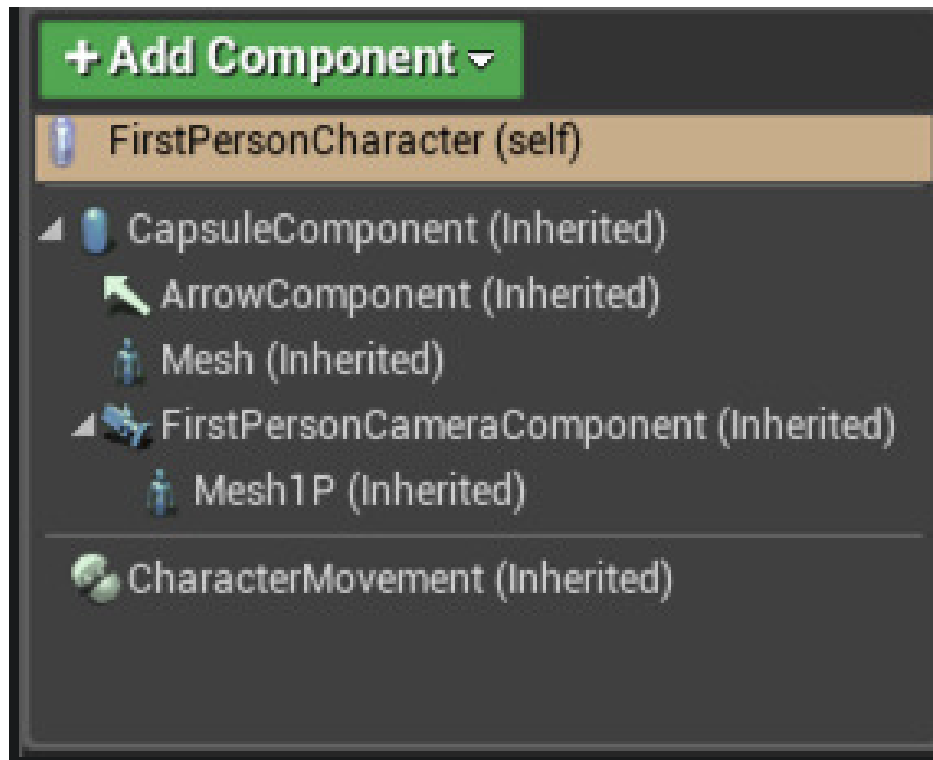 + Add Component
FirstPersonCharacter (self)
CapsuleComponent (Inherited)
ArrowComponent (Inherited)
Mesh (Inherited)
FirstPersonCameraComponent (Inherited)
Mesh1P (Inherited)
CharacterMovement (Inherited)